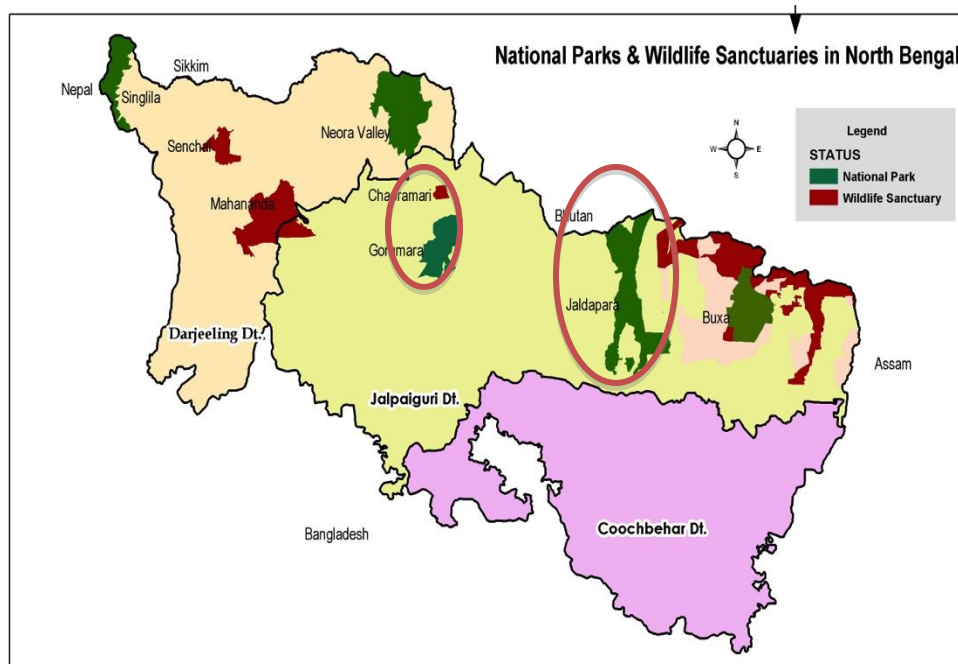 National Parks & Wildlife Sanctuaries in North Bengal
Sikkim
Nepal
Singlila
Neora Valley
Senchal
Mahananda
Chapramari
Gorumara
Bhutan
Jaldapara
Buxa
Assam
Darjeeling Dt.
Jalpaiguri Dt.
Coochbehar Dt.
Bangladesh
N
W
E
S
Legend
STATUS
National Park
Wildlife Sanctuary